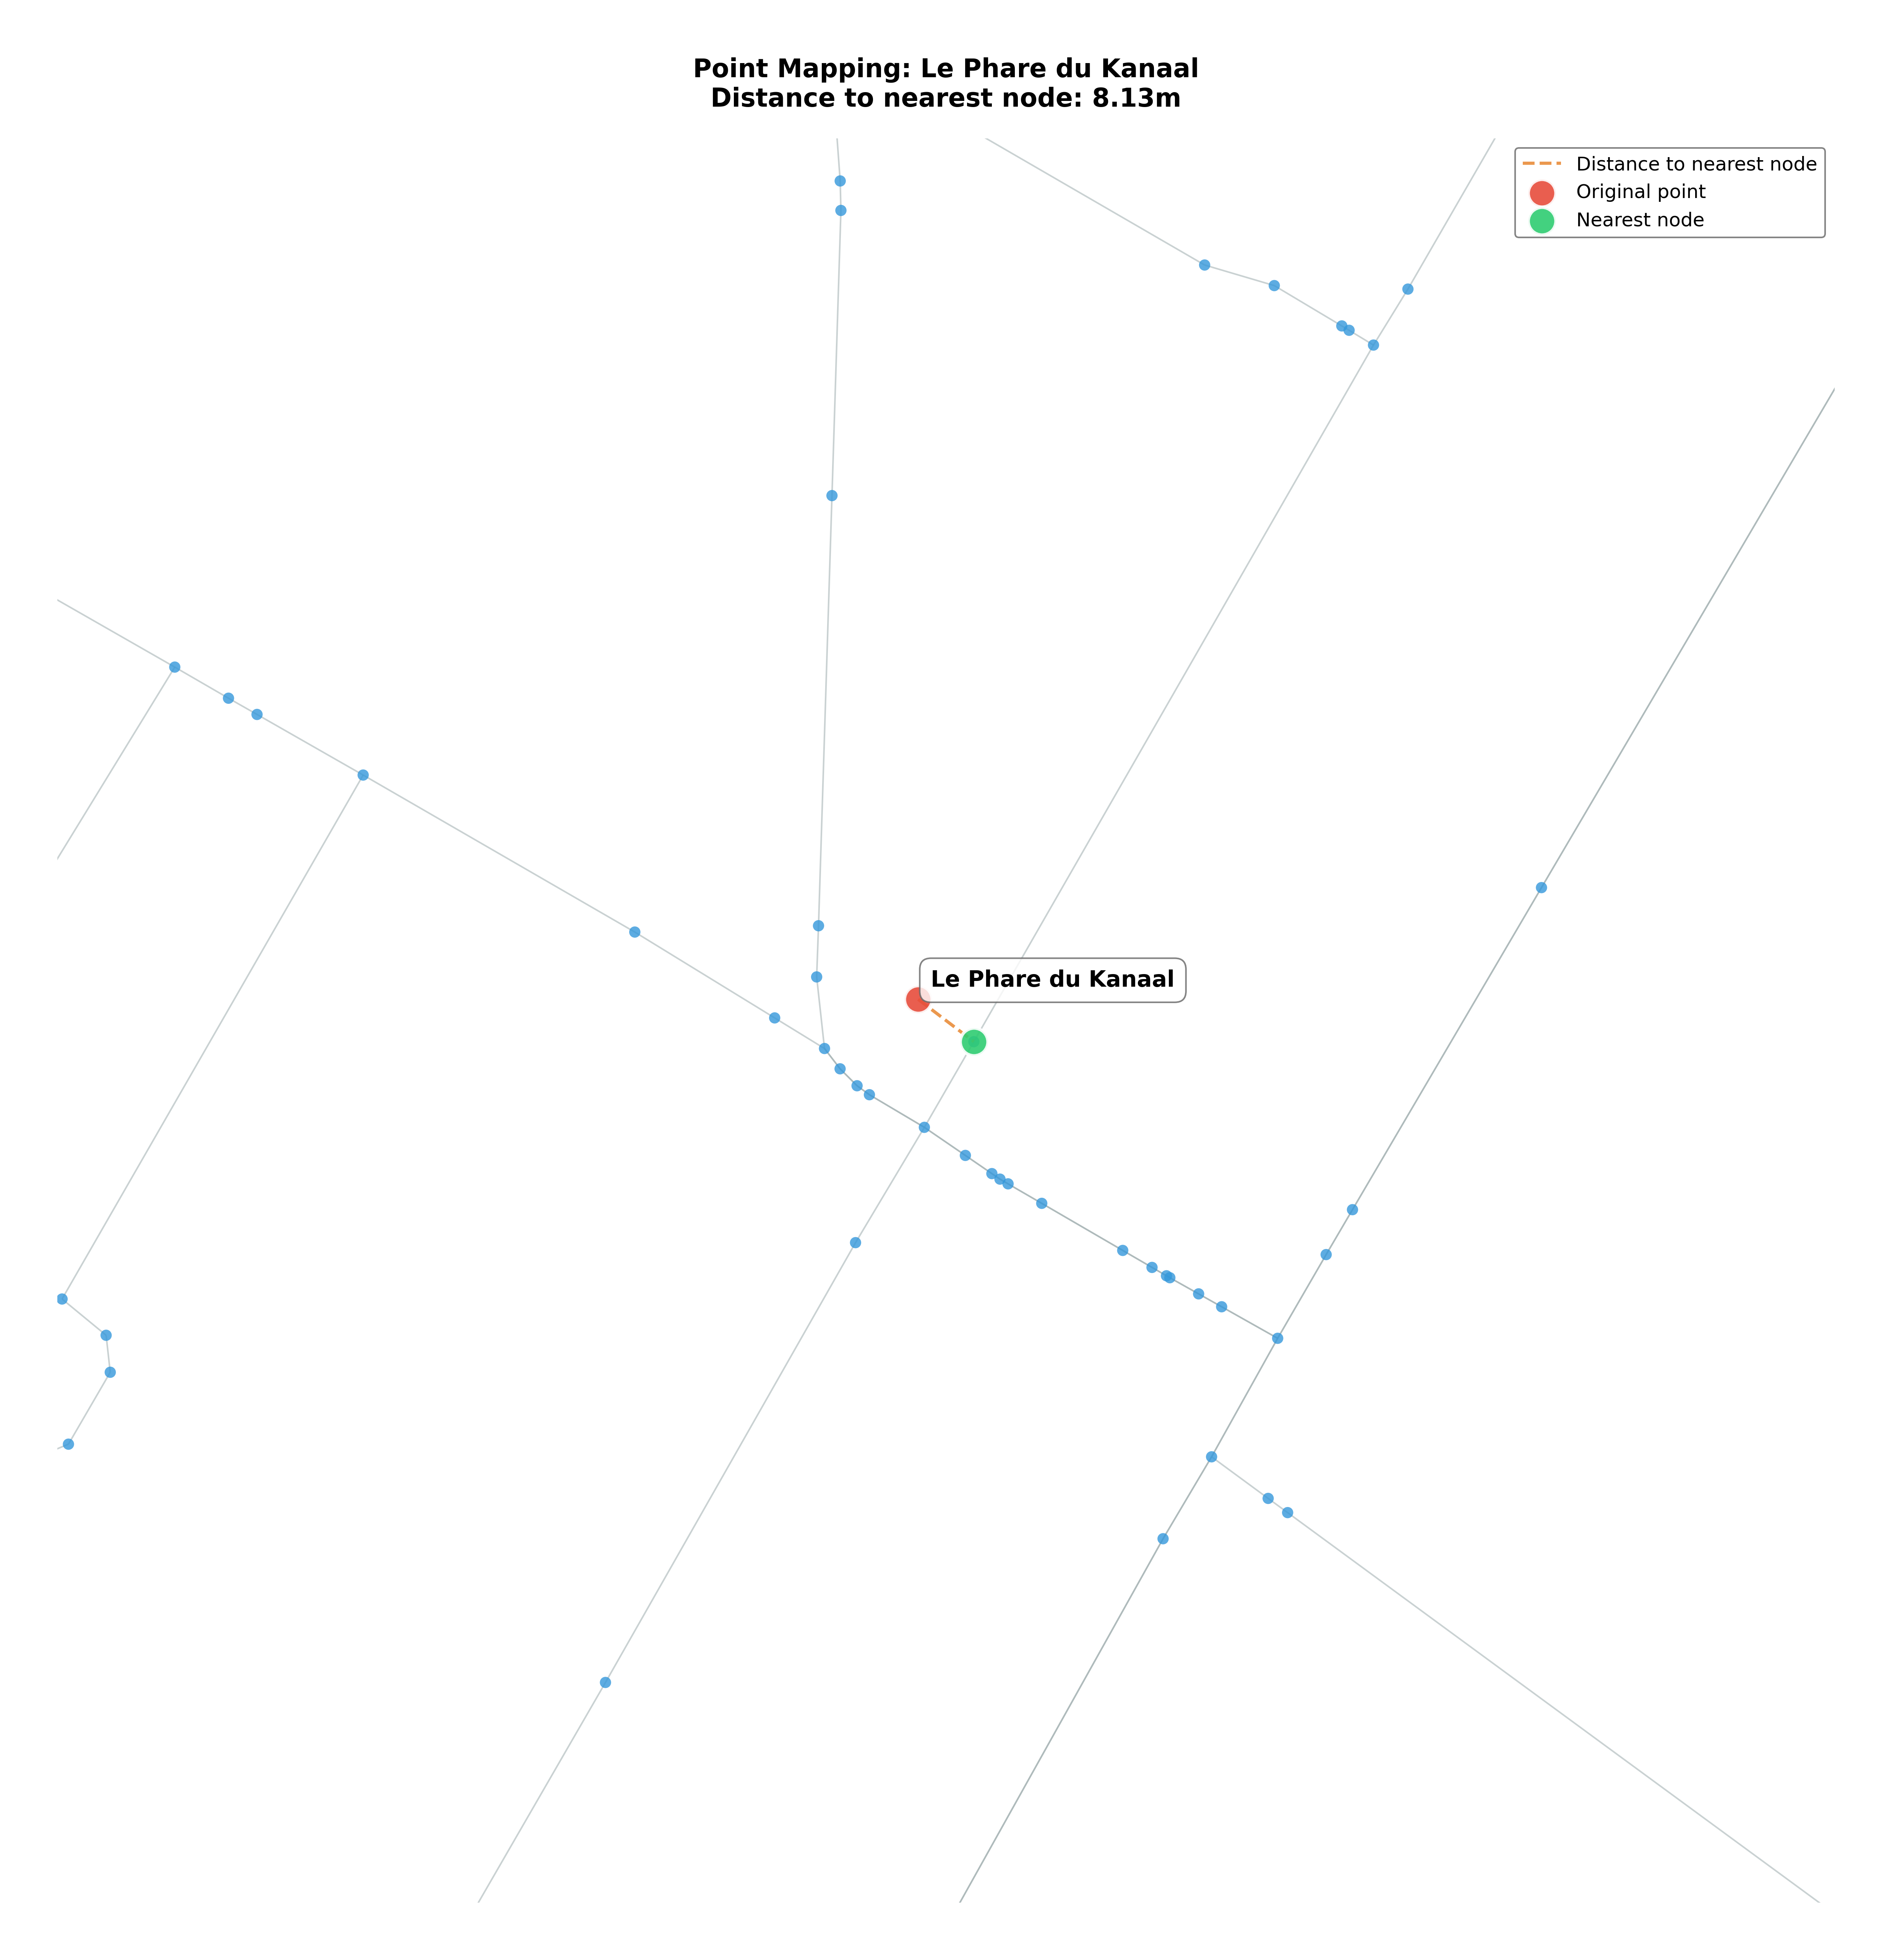 Point Mapping: Le Phare du Kanaal
Distance to nearest node: 8.13m
Distance to nearest node
Original point
Nearest node
Le Phare du Kanaal